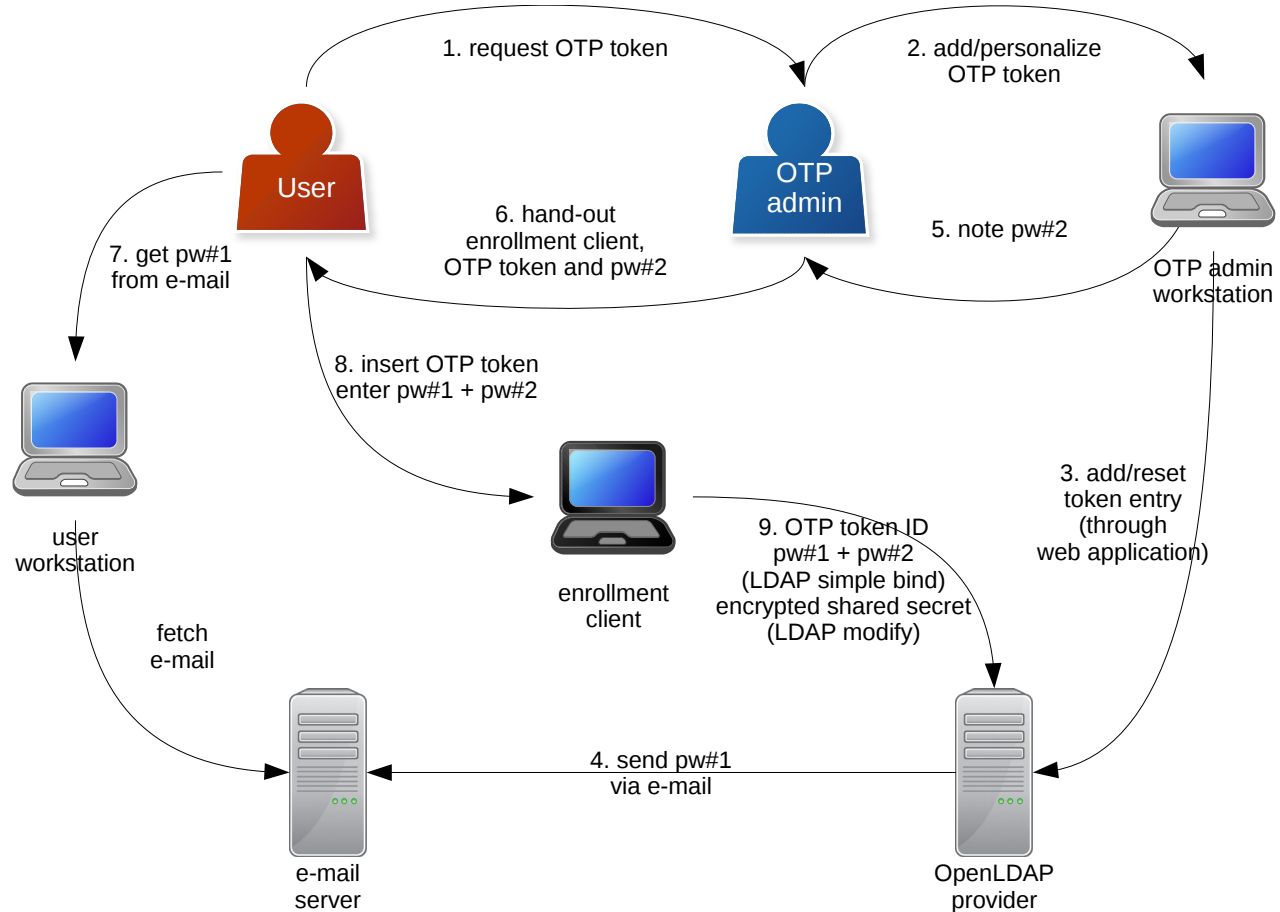 1. request OTP token
2. add/personalize
OTP token
User
OTP
admin
6. hand-out
enrollment client,
OTP token and pw#2
5. note pw#2
7. get pw#1
from e-mail
OTP admin
workstation
8. insert OTP token
enter pw#1 + pw#2
3. add/reset
token entry
(through
web application)
user
workstation
9. OTP token ID
pw#1 + pw#2
(LDAP simple bind)
encrypted shared secret
(LDAP modify)
enrollment
client
fetch
e-mail
4. send pw#1
via e-mail
e-mail
server
OpenLDAP
provider